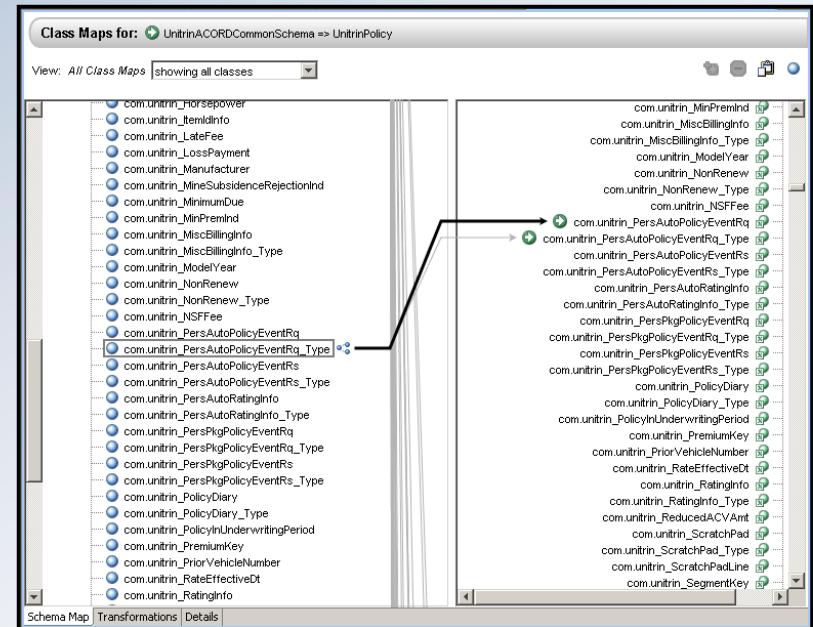 Class Maps for: UnitrinACORDCommonSchema => UnitrinPolicy
View: All Class Maps showing all classes
com.unitrin_Horsepower
com.unitrin_ItemIdInfo
com.unitrin_LateFee
com.unitrin_LossPayment
com.unitrin_Manufacturer
com.unitrin_MineSubsidenceRejectionInd
com.unitrin_MinimumDue
com.unitrin_MinPremInd
com.unitrin_MiscBillingInfo
com.unitrin_MiscBillingInfo_Type
com.unitrin_ModelYear
com.unitrin_NonRenew
com.unitrin_NonRenew_Type
com.unitrin_NSFFee
com.unitrin_PersAutoPolicyEventRq
com.unitrin_PersAutoPolicyEventRq_Type
com.unitrin_PersAutoPolicyEventRs
com.unitrin_PersAutoPolicyEventRs_Type
com.unitrin_PersAutoRatingInfo
com.unitrin_PersAutoRatingInfo_Type
com.unitrin_PersPkgPolicyEventRq
com.unitrin_PersPkgPolicyEventRq_Type
com.unitrin_PersPkgPolicyEventRs
com.unitrin_PersPkgPolicyEventRs_Type
com.unitrin_PolicyDiary
com.unitrin_PolicyDiary_Type
com.unitrin_PolicyInUnderwritingPeriod
com.unitrin_PremiumKey
com.unitrin_PriorVehicleNumber
com.unitrin_RateEffectiveDt
com.unitrin_RatingInfo
com.unitrin_MinPremInd
com.unitrin_MiscBillingInfo
com.unitrin_MiscBillingInfo_Type
com.unitrin_ModelYear
com.unitrin_NonRenew
com.unitrin_NonRenew_Type
com.unitrin_NSFFee
com.unitrin_PersAutoPolicyEventRq
com.unitrin_PersAutoPolicyEventRq_Type
com.unitrin_PersAutoPolicyEventRs
com.unitrin_PersAutoPolicyEventRs_Type
com.unitrin_PersAutoRatingInfo
com.unitrin_PersAutoRatingInfo_Type
com.unitrin_PersPkgPolicyEventRq
com.unitrin_PersPkgPolicyEventRq_Type
com.unitrin_PersPkgPolicyEventRs
com.unitrin_PersPkgPolicyEventRs_Type
com.unitrin_PolicyDiary
com.unitrin_PolicyDiary_Type
com.unitrin_PolicyInUnderwritingPeriod
com.unitrin_PremiumKey
com.unitrin_PriorVehicleNumber
com.unitrin_RateEffectiveDt
com.unitrin_RatingInfo
com.unitrin_RatingInfo_Type
com.unitrin_ReducedACVAmt
com.unitrin_ScratchPad
com.unitrin_ScratchPad_Type
com.unitrin_ScratchPadLine
com.unitrin_SegmentKey
Schema Map Transformations Details